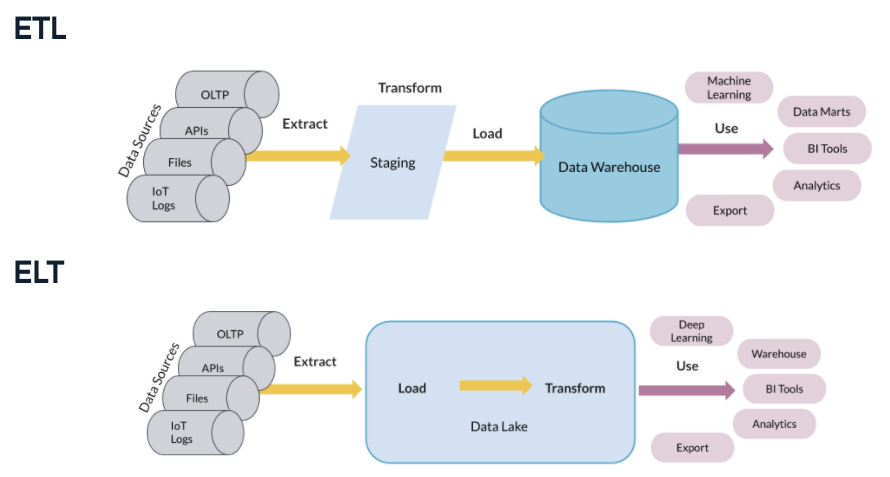 ETL
Data Sources
OLTP
APIs
Files
IoT
Logs
Extract
Transform
Staging
Load
Data Warehouse
Use
Machine
Learning
Data Marts
BI Tools
Analytics
Export
ELT
Data Sources
OLTP
APIs
Files
IoT
Logs
Extract
Load
Transform
Data Lake
Use
Deep
Learning
Warehouse
BI Tools
Analytics
Export